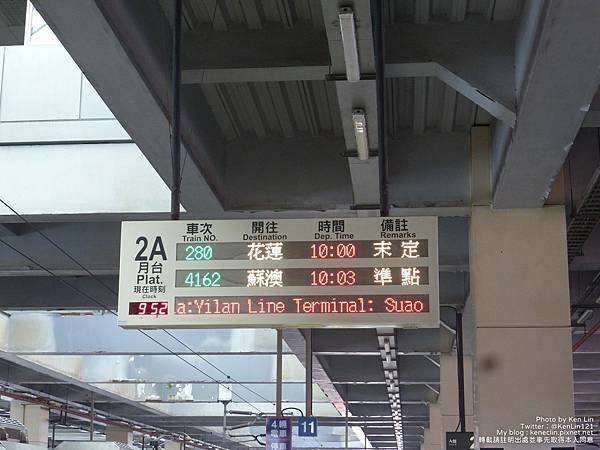 2A
月台
Plat.
現在時刻
Clock
9 52
車次 開往 時間 備註
Train NO. Destination Dep. Time Remarks
280 花蓮 10:00 未定
4162 蘇澳 10:03 準點
a:Yilan Line Terminal: Suao
11
Photo by Ken Lin
Twitter：@KenLin121
My blog : keneclin.pixnet.net
轉載請註明出處並事先取得本人同意